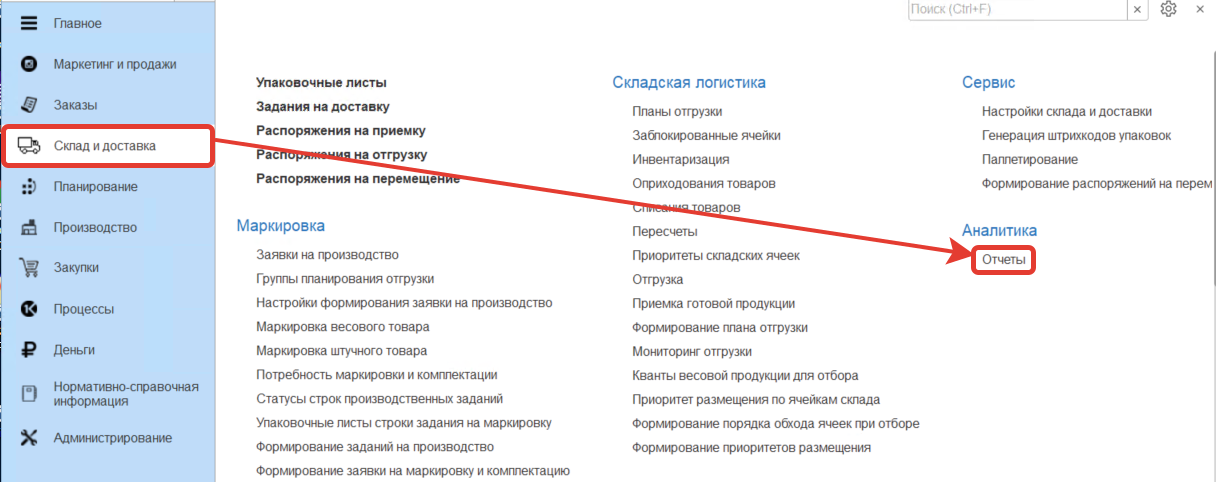 Поиск (Ctrl+F)
Главное
Маркетинг и продажи
Заказы
Склад и доставка
Планирование
Производство
Закупки
Процессы
Деньги
Нормативно-справочная
информация
Администрирование
Упаковочные листы
Задания на доставку
Распоряжения на приемку
Распоряжения на отгрузку
Распоряжения на перемещение
Маркировка
Заявки на производство
Группы планирования отгрузки
Настройки формирования заявки на производство
Маркировка весового товара
Маркировка штучного товара
Потребность маркировки и комплектации
Статусы строк производственных заданий
Упаковочные листы строки задания на маркировку
Формирование заданий на производство
Формирование заявки на маркировку и комплектацию
Складская логистика
Планы отгрузки
Заблокированные ячейки
Инвентаризация
Оприходования товаров
Списания товаров
Пересчеты
Приоритеты складских ячеек
Отгрузка
Приемка готовой продукции
Формирование плана отгрузки
Мониторинг отгрузки
Кванты весовой продукции для отбора
Приоритет размещения по ячейкам склада
Формирование порядка обхода ячеек при отборе
Формирование приоритетов размещения
Сервис
Настройки склада и доставки
Генерация штрихкодов упаковок
Паллетирование
Формирование распоряжений на перем
Аналитика
Отчеты